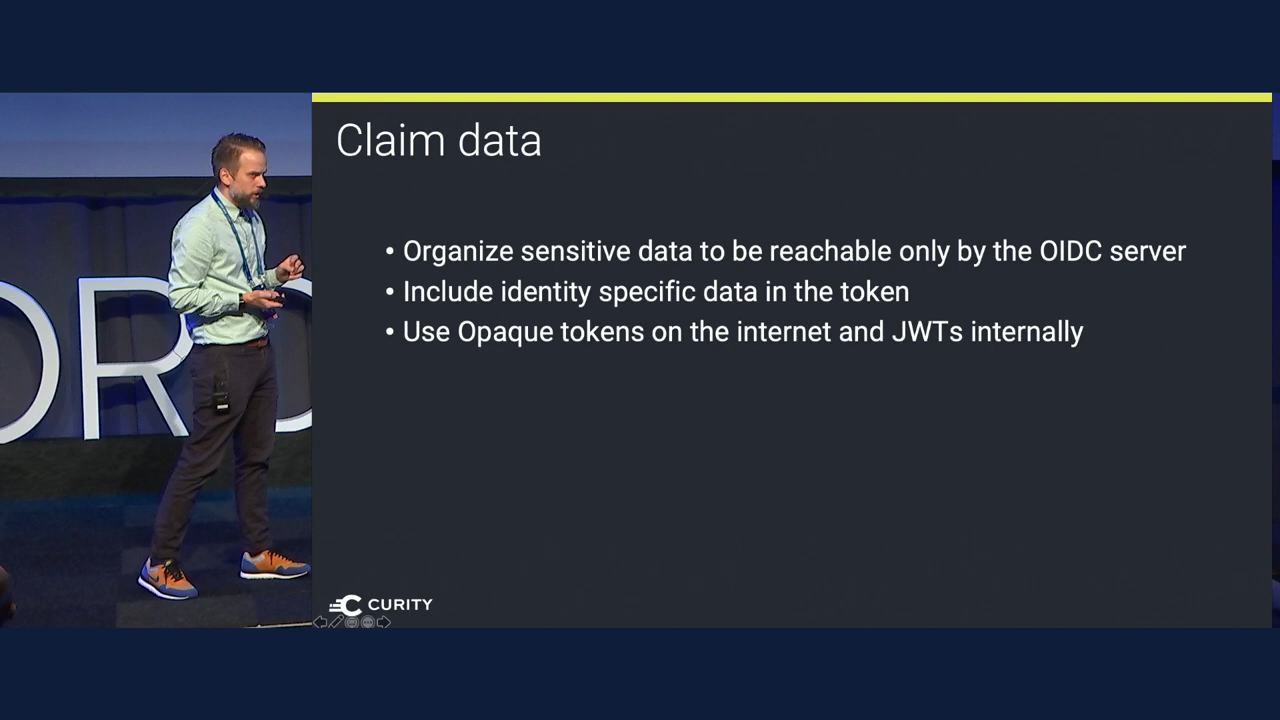 Claim data
• Organize sensitive data to be reachable only by the OIDC server
• Include identity specific data in the token
• Use Opaque tokens on the internet and JWTs internally
CURITY